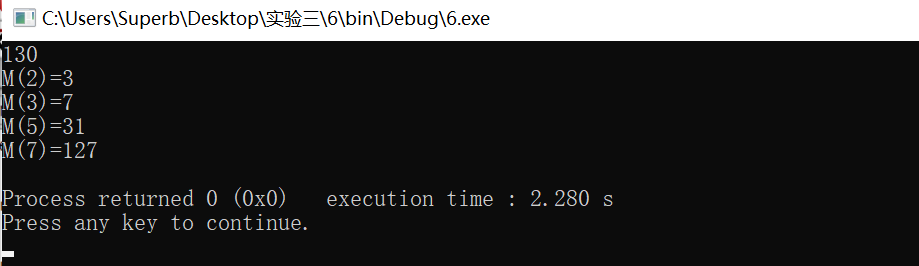 C:\Users\Superb\Desktop\实验三\6\bin\Debug\6.exe
130
M(2)=3
M(3)=7
M(5)=31
M(7)=127
Process returned 0 (0x0)   execution time : 2.280 s
Press any key to continue.